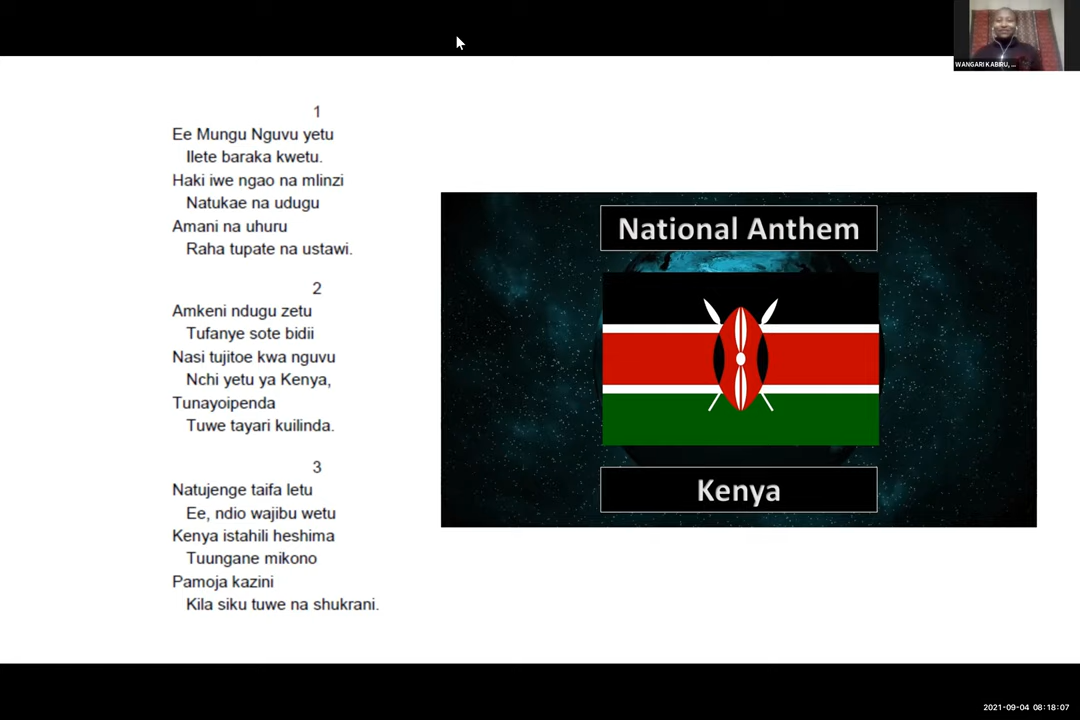 WANGARI KABIRU, ...
1
Ee Mungu Nguvu yetu
Ilete baraka kwetu.
Haki iwe ngao na mlinzi
Natukae na udugu
Amani na uhuru
Raha tupate na ustawi.
2
Amkeni ndugu zetu
Tufanye sote bidii
Nasi tujitoe kwa nguvu
Nchi yetu ya Kenya,
Tunayoipenda
Tuwe tayari kuilinda.
3
Natujenge taifa letu
Ee, ndio wajibu wetu
Kenya istahili heshima
Tuungane mikono
Pamoja kazini
Kila siku tuwe na shukrani.
National Anthem
Kenya
2021-09-04 08:18:07